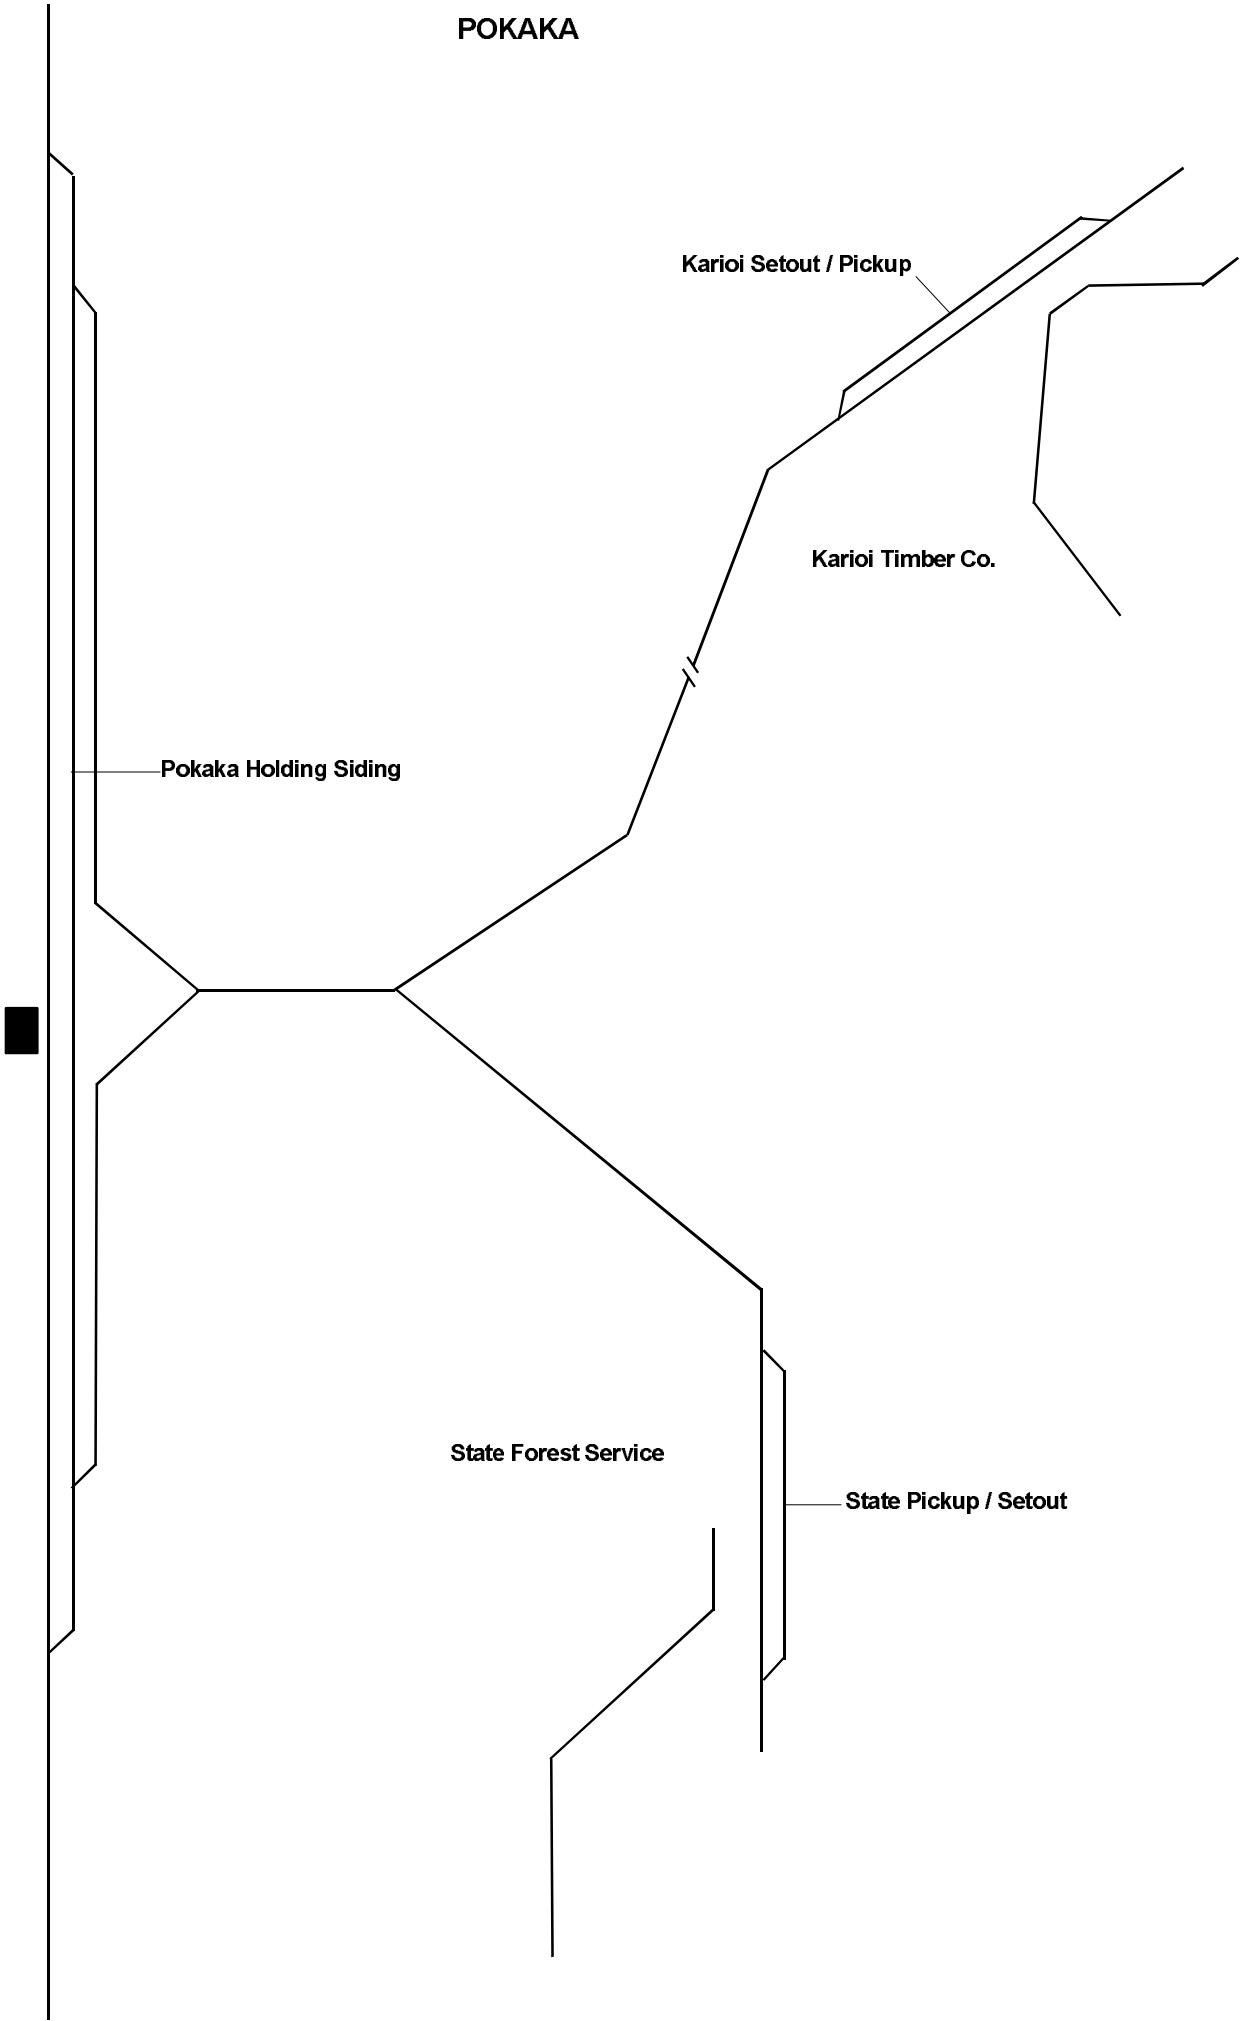 POKAKA
Karioi Setout / Pickup
Karioi Timber Co.
Pokaka Holding Siding
State Forest Service
State Pickup / Setout